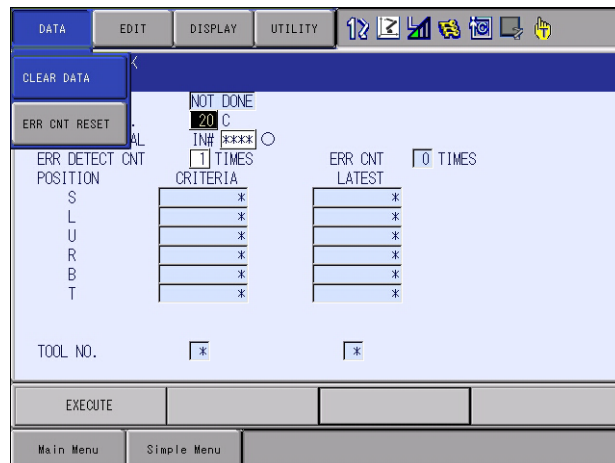 DATA EDIT DISPLAY UTILITY
CLEAR DATA
NOT DONE
ERR CNT RESET
20 C
IN# ****
ERR DETECT CNT 1 TIMES ERR CNT 0 TIMES
POSITION CRITERIA LATEST
S * *
L * *
U * *
R * *
B * *
T * *
TOOL NO. * *
EXECUTE
Main Menu Simple Menu